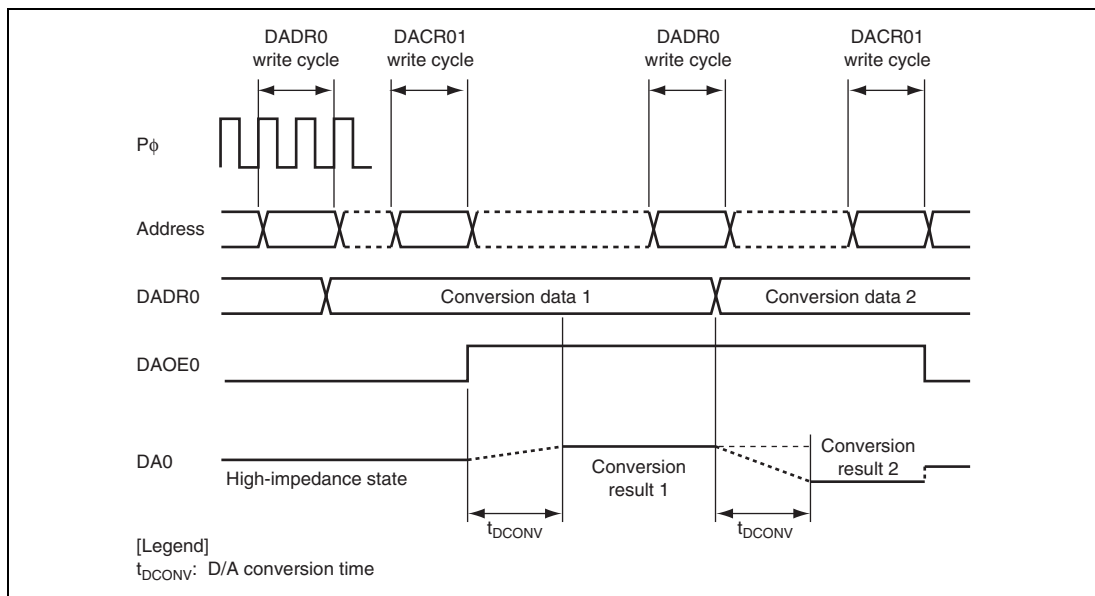 DADR0
write cycle
DACR01
write cycle
DADR0
write cycle
DACR01
write cycle
Pϕ
Address
DADR0
Conversion data 1
Conversion data 2
DAOE0
DA0
High-impedance state
Conversion
result 1
Conversion
result 2
tDCONV
tDCONV
[Legend]
tDCONV: D/A conversion time